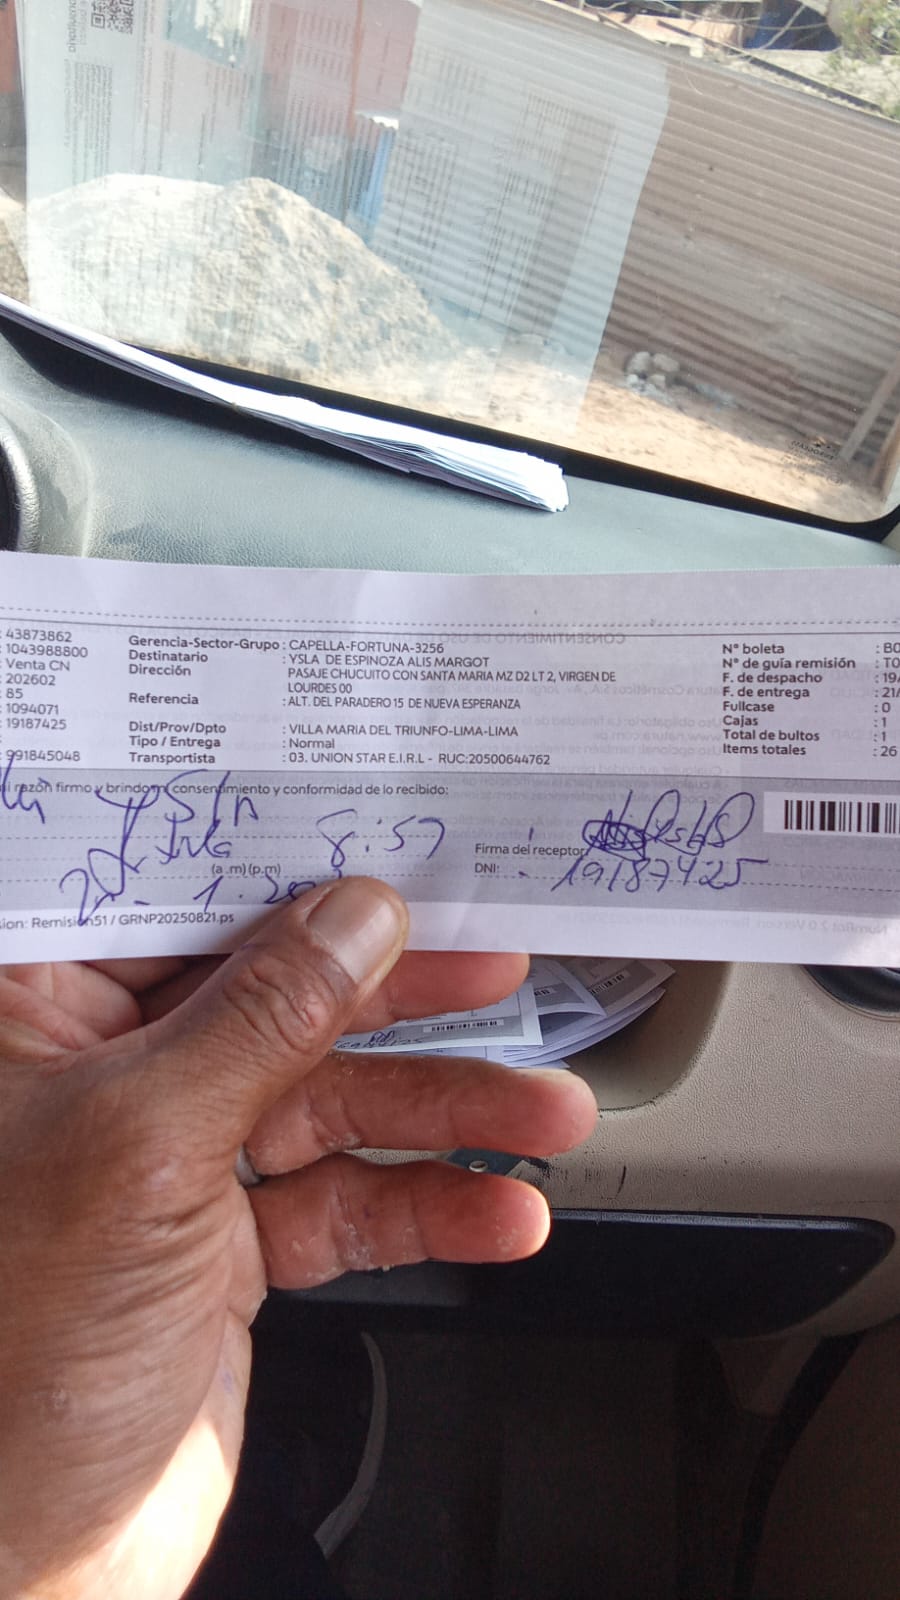 : 43873862
: 1043988800
: Venta CN
: 202602
: 85
: 1094071
: 19187425
: 991845048
Gerencia-Sector-Grupo : CAPELLA-FORTUNA-3256
Destinatario : YSLA DE ESPINOZA ALIS MARGOT
Dirección PASAJE CHUCUITO CON SANTA MARIA MZ D2 LT 2, VIRGEN DE
LOURDES 00
Referencia : ALT. DEL PARADERO 15 DE NUEVA ESPERANZA
Dist/Prov/Dpto : VILLA MARIA DEL TRIUNFO-LIMA-LIMA
Tipo / Entrega : Normal
Transportista : 03. UNION STAR E.I.R.L - RUC:20500644762
N° boleta : B0
N° de guía remisión : T0
F. de despacho : 19/
F. de entrega : 21/
Fullcase : 0
Cajas : 1
Total de bultos : 1
Items totales : 26
razón firmo y brindo mi consentimiento y conformidad de lo recibido:
8:57
(a .m) (p.m)
Firma del receptor
DNI: 19187425
ion: Remision51 / GRNP20250821.ps